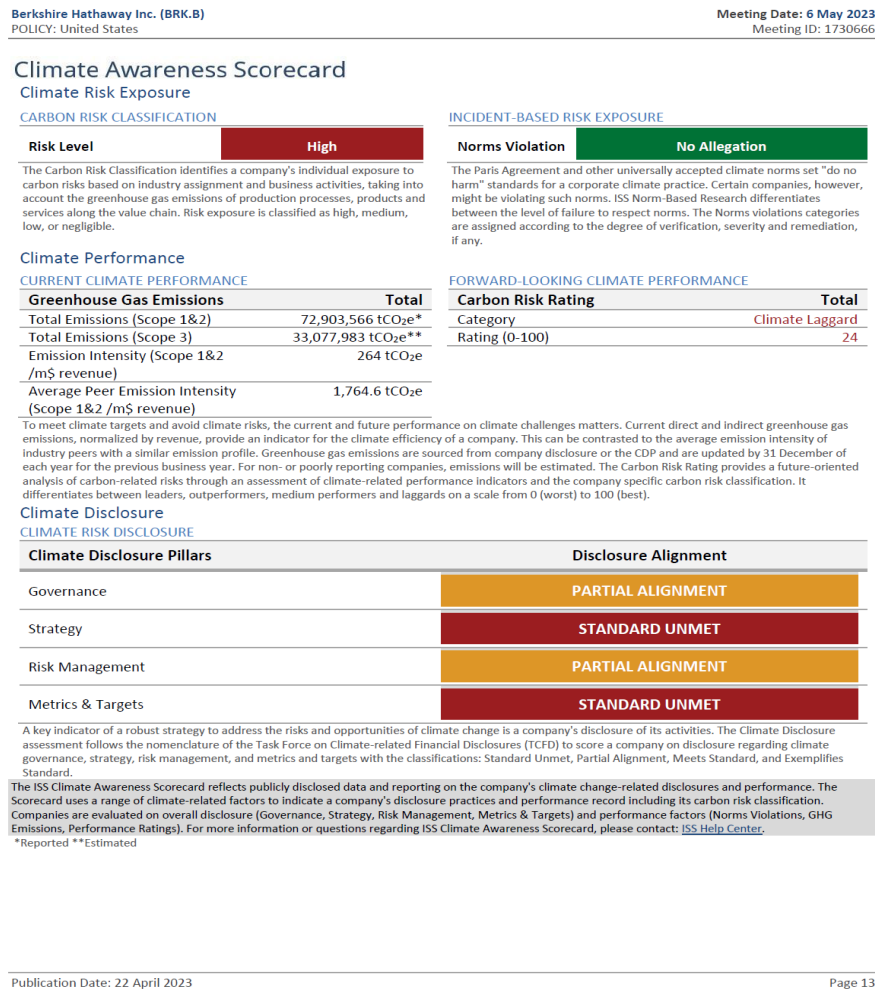 Berkshire Hathaway Inc. (BRK.B)
Meeting Date: 6 May 2023
POLICY: United States
Meeting ID: 1730666
Climate Awareness Scorecard
Climate Risk Exposure
CARBON RISK CLASSIFICATION
Risk Level
High
The Carbon Risk Classification identifies a company's individual exposure to
carbon risks based on industry assignment and business activities, taking into
account the greenhouse gas emissions of production processes, products and
services along the value chain. Risk exposure is classified as high, medium,
low, or negligible.
INCIDENT-BASED RISK EXPOSURE
Norms Violation
No Allegation
The Paris Agreement and other universally accepted climate norms set "do no
harm" standards for a corporate climate practice. Certain companies, however,
might be violating such norms. ISS Norm-Based Research differentiates
between the level of failure to respect norms. The Norms violations categories
are assigned according to the degree of verification, severity and remediation,
if any.
Climate Performance
CURRENT CLIMATE PERFORMANCE
Greenhouse Gas Emissions Total
Total Emissions (Scope 1&2) 72,903,566 tCO₂e*
Total Emissions (Scope 3) 33,077,983 tCO₂e**
Emission Intensity (Scope 1&2 264 tCO₂e
/m$ revenue)
Average Peer Emission Intensity 1,764.6 tCO₂e
(Scope 1&2 /m$ revenue)
FORWARD-LOOKING CLIMATE PERFORMANCE
Carbon Risk Rating Total
Category Climate Laggard
Rating (0-100) 24
To meet climate targets and avoid climate risks, the current and future performance on climate challenges matters. Current direct and indirect greenhouse gas
emissions, normalized by revenue, provide an indicator for the climate efficiency of a company. This can be contrasted to the average emission intensity of
industry peers with a similar emission profile. Greenhouse gas emissions are sourced from company disclosure or the CDP and are updated by 31 December of
each year for the previous business year. For non- or poorly reporting companies, emissions will be estimated. The Carbon Risk Rating provides a future-oriented
analysis of carbon-related risks through an assessment of climate-related performance indicators and the company specific carbon risk classification. It
differentiates between leaders, outperformers, medium performers and laggards on a scale from 0 (worst) to 100 (best).
Climate Disclosure
CLIMATE RISK DISCLOSURE
Climate Disclosure Pillars Disclosure Alignment
Governance PARTIAL ALIGNMENT
Strategy STANDARD UNMET
Risk Management PARTIAL ALIGNMENT
Metrics & Targets STANDARD UNMET
A key indicator of a robust strategy to address the risks and opportunities of climate change is a company's disclosure of its activities. The Climate Disclosure
assessment follows the nomenclature of the Task Force on Climate-related Financial Disclosures (TCFD) to score a company on disclosure regarding climate
governance, strategy, risk management, and metrics and targets with the classifications: Standard Unmet, Partial Alignment, Meets Standard, and Exemplifies
Standard.
The ISS Climate Awareness Scorecard reflects publicly disclosed data and reporting on the company's climate change-related disclosures and performance. The
Scorecard uses a range of climate-related factors to indicate a company's disclosure practices and performance record including its carbon risk classification.
Companies are evaluated on overall disclosure (Governance, Strategy, Risk Management, Metrics & Targets) and performance factors (Norms Violations, GHG
Emissions, Performance Ratings). For more information or questions regarding ISS Climate Awareness Scorecard, please contact: ISS Help Center.
*Reported **Estimated
Publication Date: 22 April 2023
Page 13